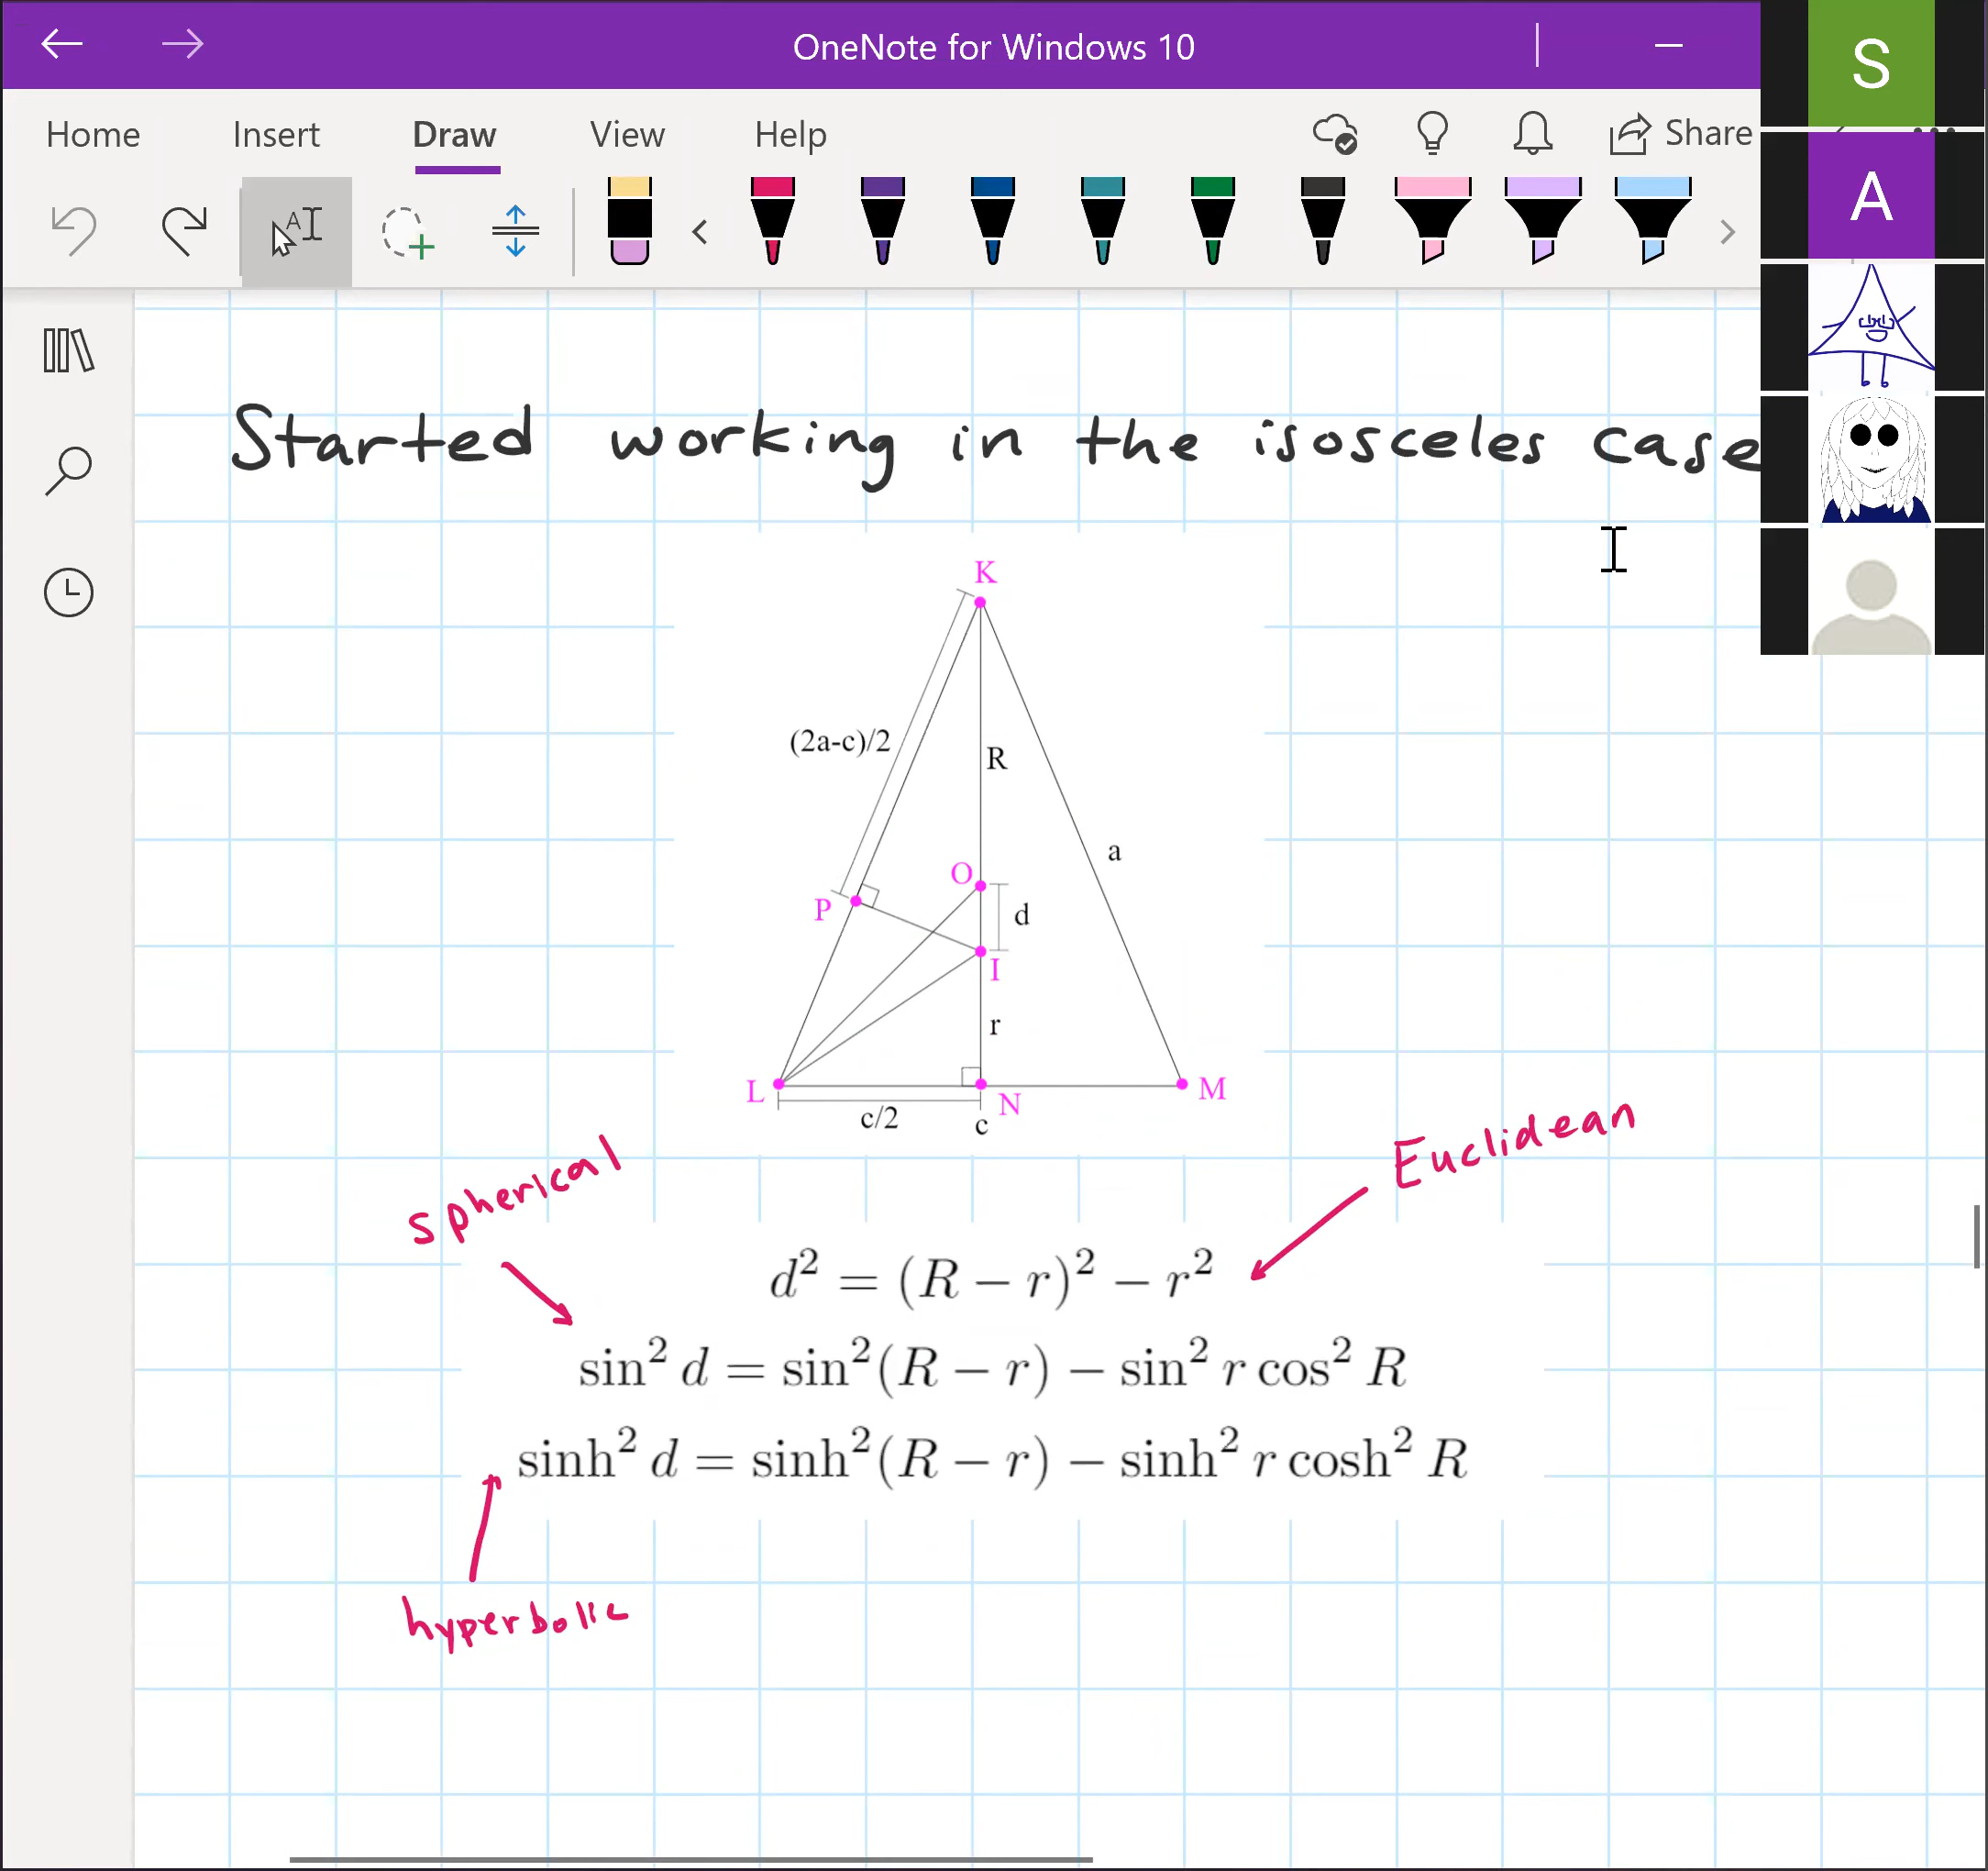 OneNote for Windows 10
S
Home Insert Draw View Help Share
A
A
Started working in the isosceles case
K
(2a-c)/2
R
a
O
P
d
I
r
L
N
M
c/2
c
spherical
Euclidean
d² = (R − r)² − r²
sin² d = sin²(R − r) − sin² r cos² R
sinh² d = sinh²(R − r) − sinh² r cosh² R
hyperbolic